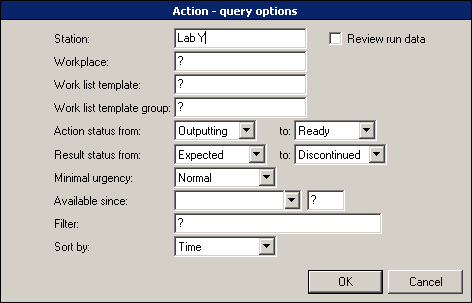 Action - query options
Station: Lab Y Review run data
Workplace: ?
Work list template: ?
Work list template group: ?
Action status from: Outputting to: Ready
Result status from: Expected to: Discontinued
Minimal urgency: Normal
Available since: ?
Filter: ?
Sort by: Time
OK Cancel